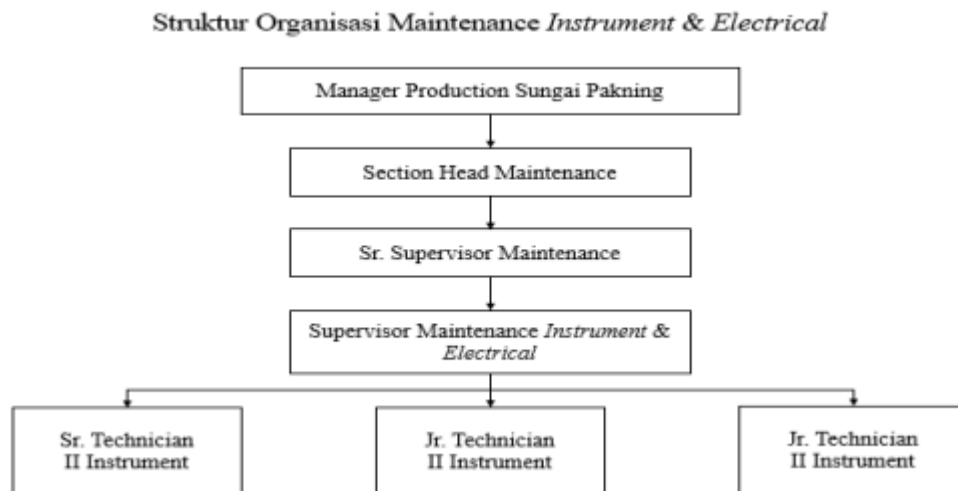 Struktur Organisasi Maintenance Instrument & Electrical
Manager Production Sungai Pakning
Section Head Maintenance
Sr. Supervisor Maintenance
Supervisor Maintenance Instrument &
Electrical
Sr. Technician
II Instrument
Jr. Technician
II Instrument
Jr. Technician
II Instrument